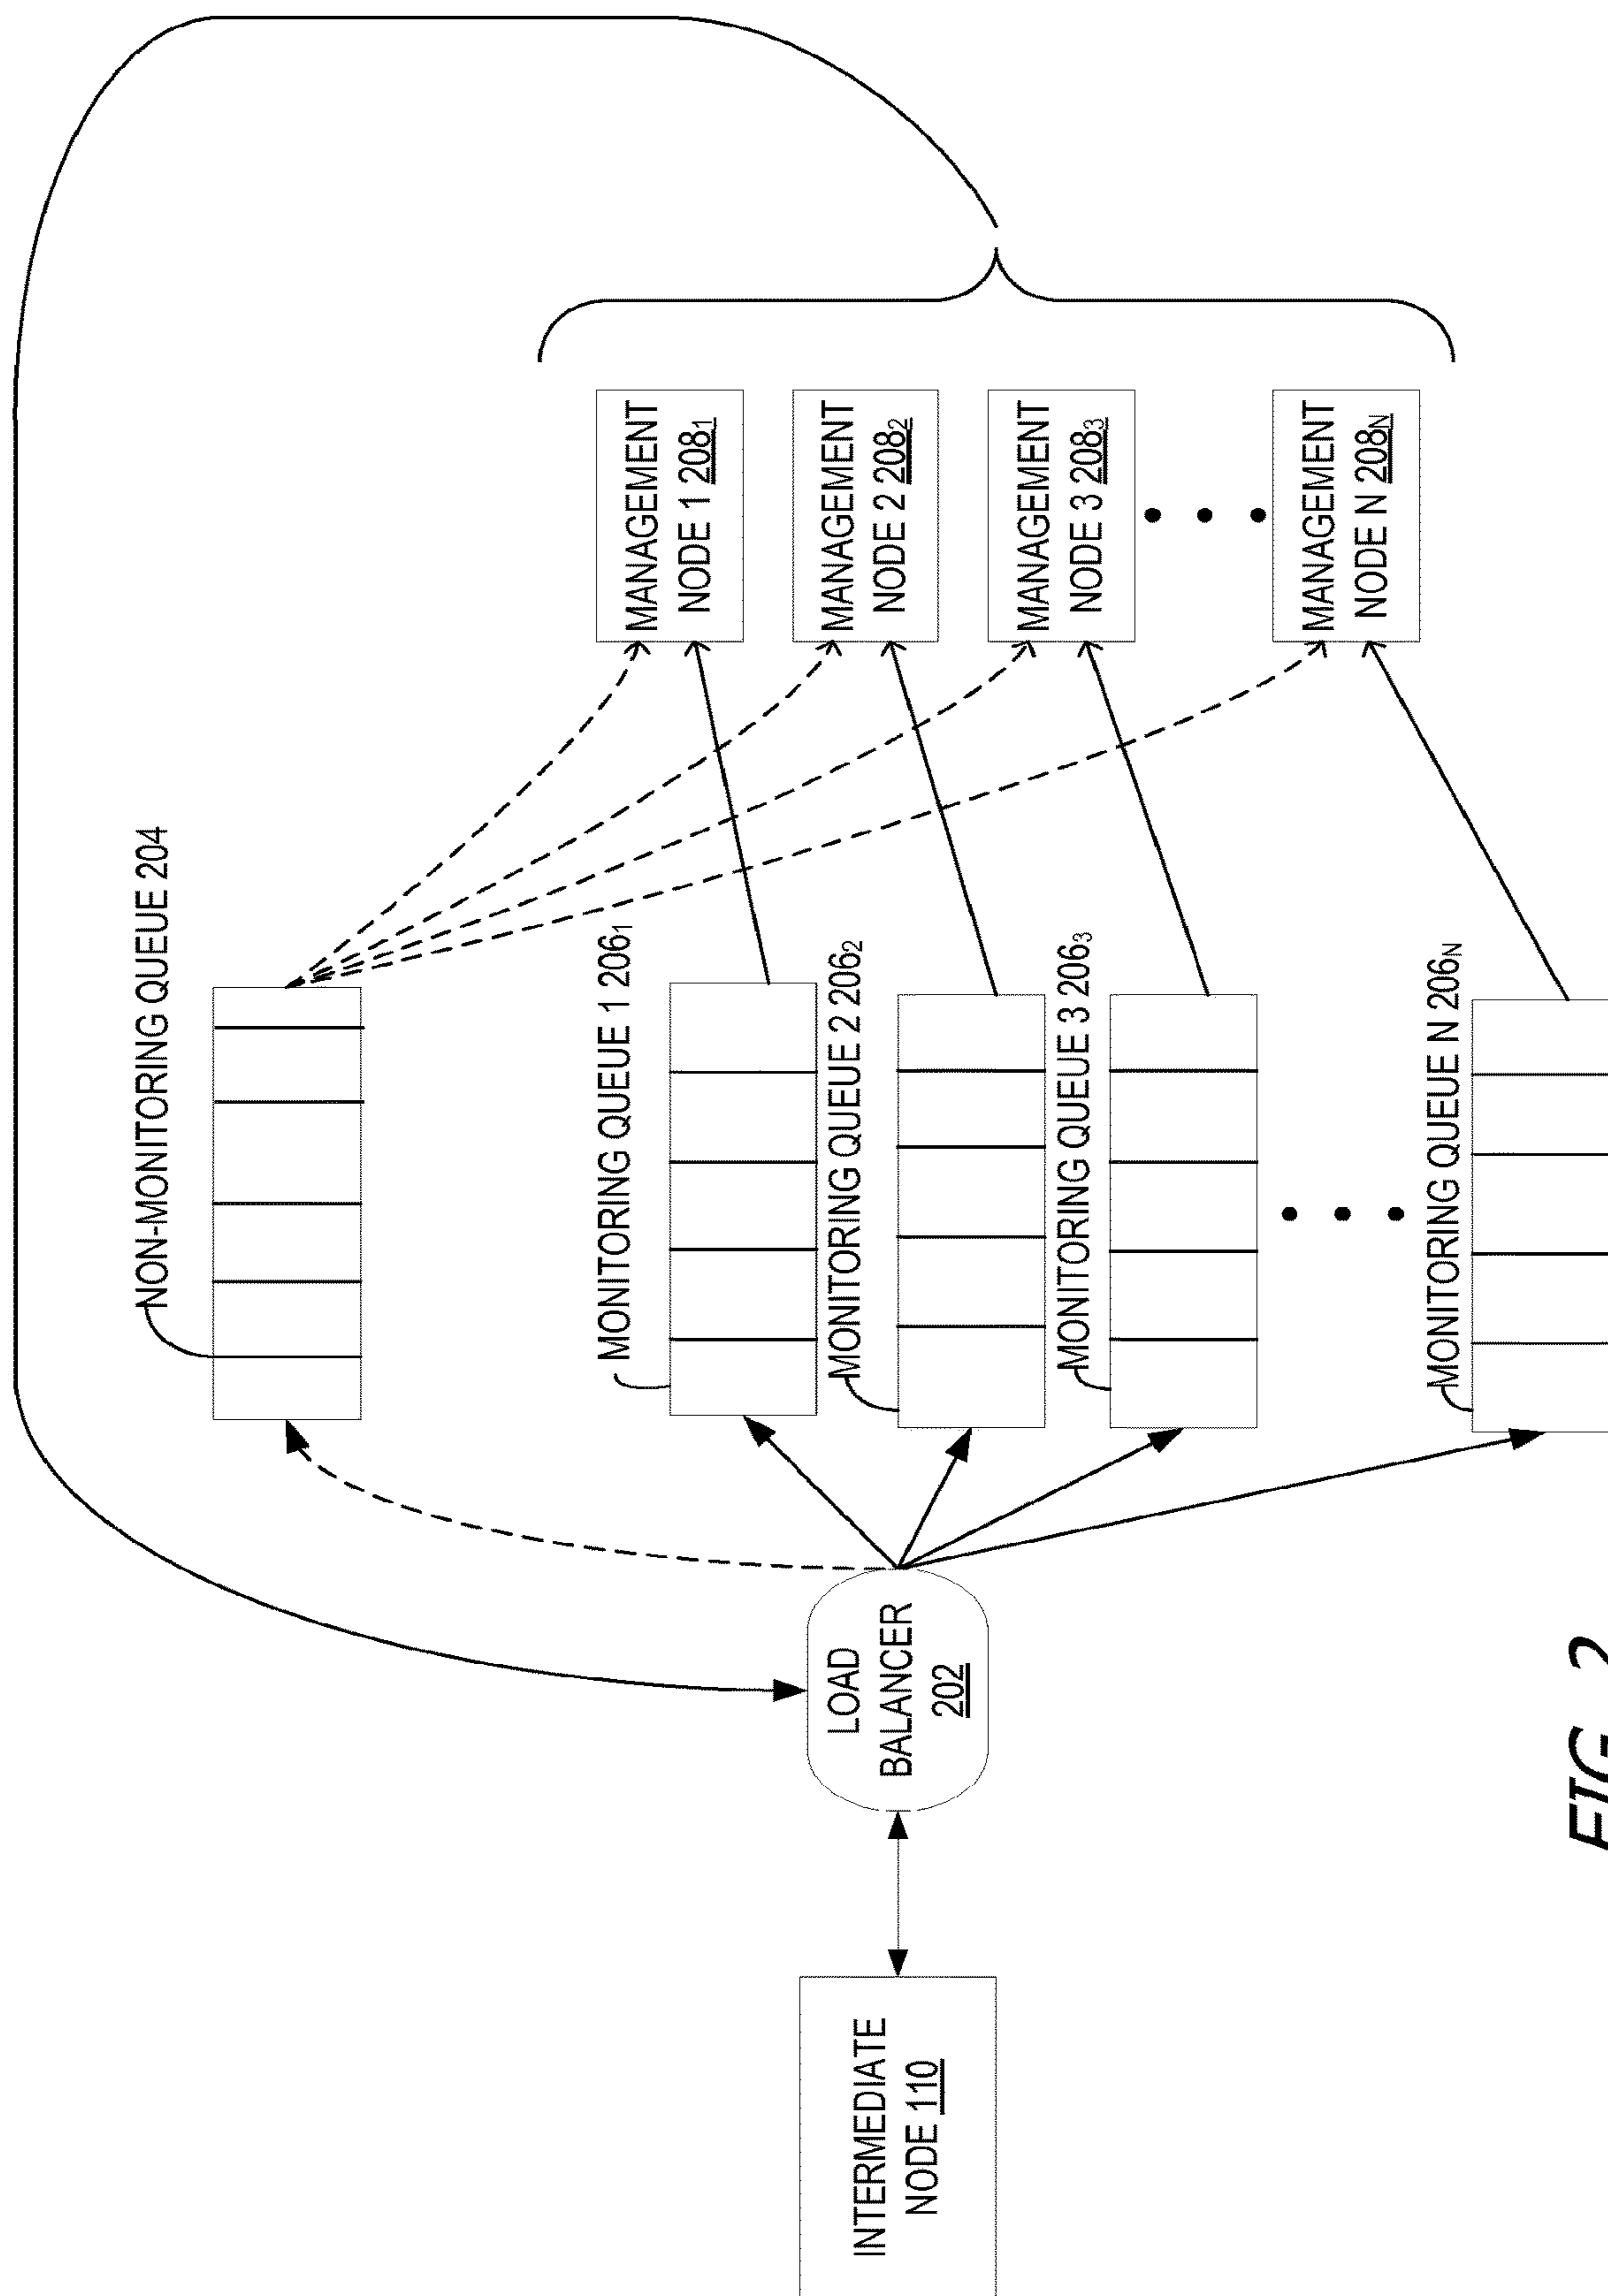 NON-MONITORING QUEUE 204
MONITORING QUEUE 1 206₁
MONITORING QUEUE 2 206₂
MONITORING QUEUE 3 206₃
MONITORING QUEUE N 206N
MANAGEMENT
NODE 1 208₁
MANAGEMENT
NODE 2 208₂
MANAGEMENT
NODE 3 208₃
MANAGEMENT
NODE N 208N
LOAD
BALANCER
202
INTERMEDIATE
NODE 110
FIG. 2